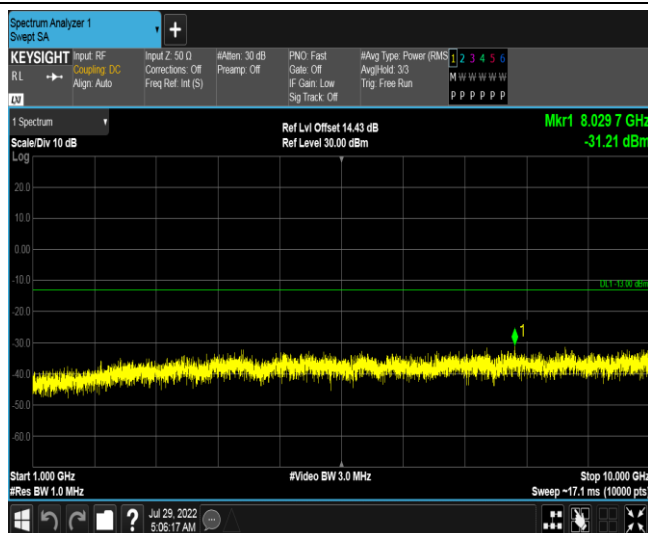 Spectrum Analyzer 1
Swept SA
+
KEYSIGHT
RL
LXI
Input: RF
Coupling: DC
Align: Auto
Input Z: 50 Ω
Corrections: Off
Freq Ref: Int (S)
#Atten: 30 dB
Preamp: Off
PNO: Fast
Gate: Off
IF Gain: Low
Sig Track: Off
#Avg Type: Power (RMS
Avg|Hold: 3/3
Trig: Free Run
1 2 3 4 5 6
M W W W W W
P P P P P P
1 Spectrum
Scale/Div 10 dB
Ref Lvl Offset 14.43 dB
Ref Level 30.00 dBm
Mkr1 8.029 7 GHz
-31.21 dBm
Log
20.0
10.0
0.00
-10.0
DL1 -13.00 dBm
-20.0
-30.0
1
-40.0
-50.0
-60.0
Start 1.000 GHz
#Video BW 3.0 MHz
Stop 10.000 GHz
#Res BW 1.0 MHz
Sweep ~17.1 ms (10000 pts)
?
Jul 29, 2022
5:06:17 AM